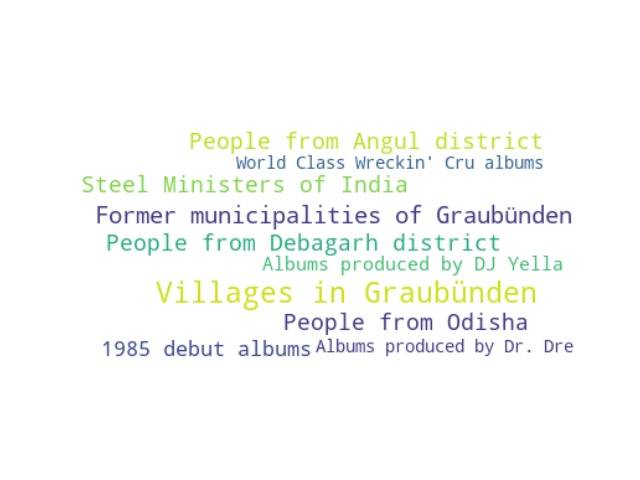 People from Angul district
World Class Wreckin' Cru albums
Steel Ministers of India
Former municipalities of Graubünden
People from Debagarh district
Albums produced by DJ Yella
Villages in Graubünden
People from Odisha
1985 debut albums Albums produced by Dr. Dre